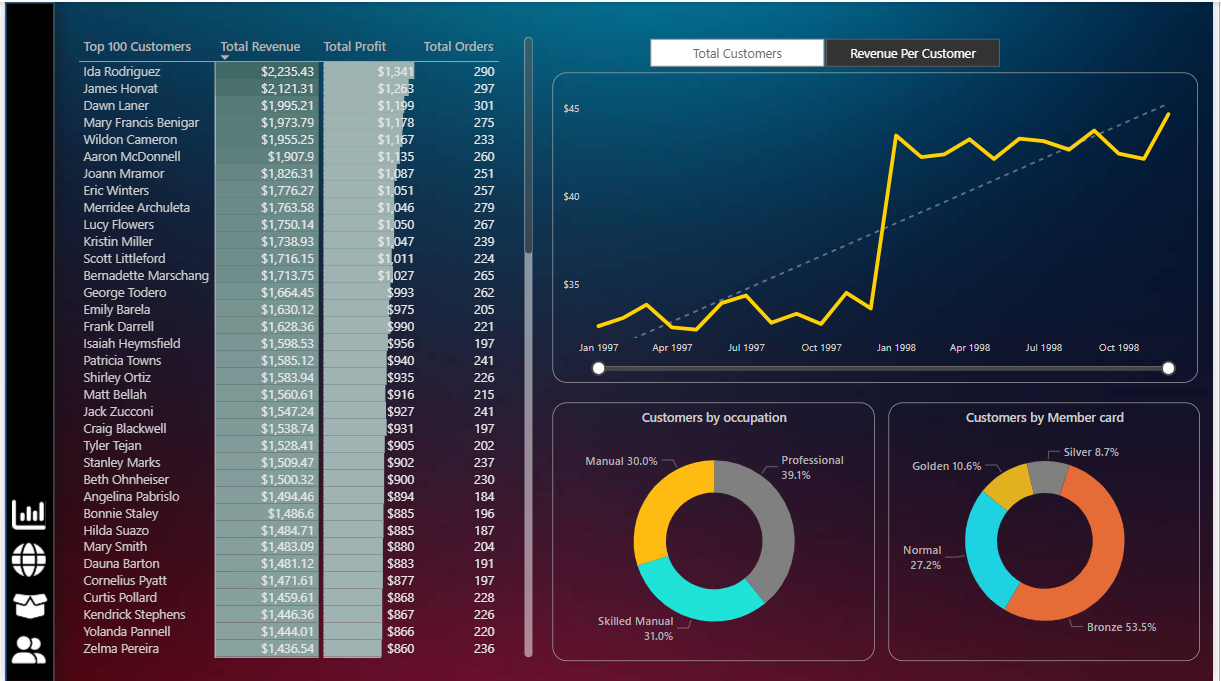 Top 100 Customers Total Revenue Total Profit Total Orders
Ida Rodriguez $2,235.43 $1,341 290
James Horvat $2,121.31 $1,263 297
Dawn Laner $1,995.21 $1,199 301
Mary Francis Benigar $1,973.79 $1,178 275
Wildon Cameron $1,955.25 $1,167 233
Aaron McDonnell $1,907.9 $1,135 260
Joann Mramor $1,826.31 $1,087 251
Eric Winters $1,776.27 $1,051 257
Merridee Archuleta $1,763.58 $1,046 279
Lucy Flowers $1,750.14 $1,050 267
Kristin Miller $1,738.93 $1,047 239
Scott Littleford $1,716.15 $1,011 224
Bernadette Marschang $1,713.75 $1,027 265
George Todero $1,664.45 $993 262
Emily Barela $1,630.12 $975 205
Frank Darrell $1,628.36 $990 221
Isaiah Heymsfield $1,598.53 $956 197
Patricia Towns $1,585.12 $940 241
Shirley Ortiz $1,583.94 $935 226
Matt Bellah $1,560.61 $916 215
Jack Zucconi $1,547.24 $927 241
Craig Blackwell $1,538.74 $931 197
Tyler Tejan $1,528.41 $905 202
Stanley Marks $1,509.47 $902 237
Beth Ohnheiser $1,500.32 $900 230
Angelina Pabrislo $1,494.46 $894 184
Bonnie Staley $1,486.6 $885 196
Hilda Suazo $1,484.71 $885 187
Mary Smith $1,483.09 $880 204
Dauna Barton $1,481.12 $883 191
Cornelius Pyatt $1,471.61 $877 197
Curtis Pollard $1,459.61 $868 228
Kendrick Stephens $1,446.36 $867 226
Yolanda Pannell $1,444.01 $866 220
Zelma Pereira $1,436.54 $860 236
Total Customers Revenue Per Customer
$45
$40
$35
Jan 1997 Apr 1997 Jul 1997 Oct 1997 Jan 1998 Apr 1998 Jul 1998 Oct 1998
Customers by occupation
Manual 30.0%
Professional
39.1%
Skilled Manual
31.0%
Customers by Member card
Silver 8.7%
Golden 10.6%
Normal
27.2%
Bronze 53.5%